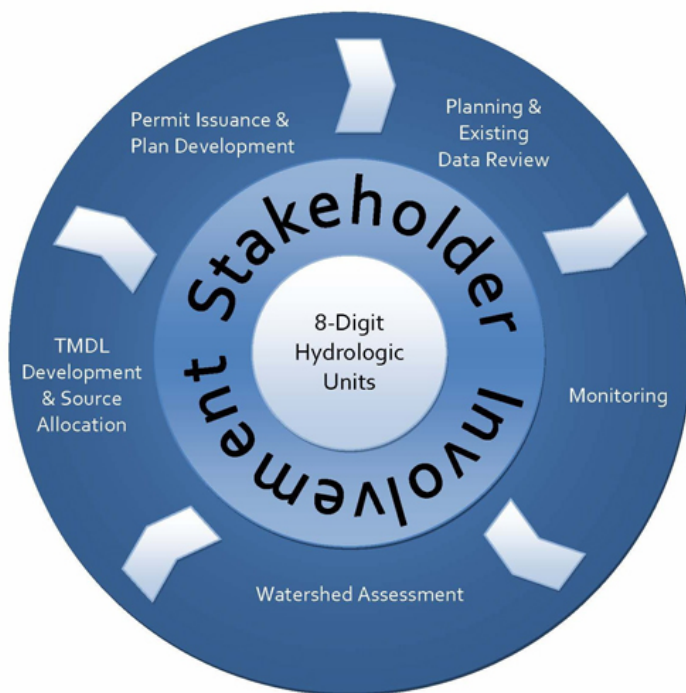 Permit Issuance &
Plan Development
Planning &
Existing
Data Review
Stakeholder Involvement
8-Digit
Hydrologic
Units
TMDL
Development
& Source
Allocation
Monitoring
Watershed Assessment